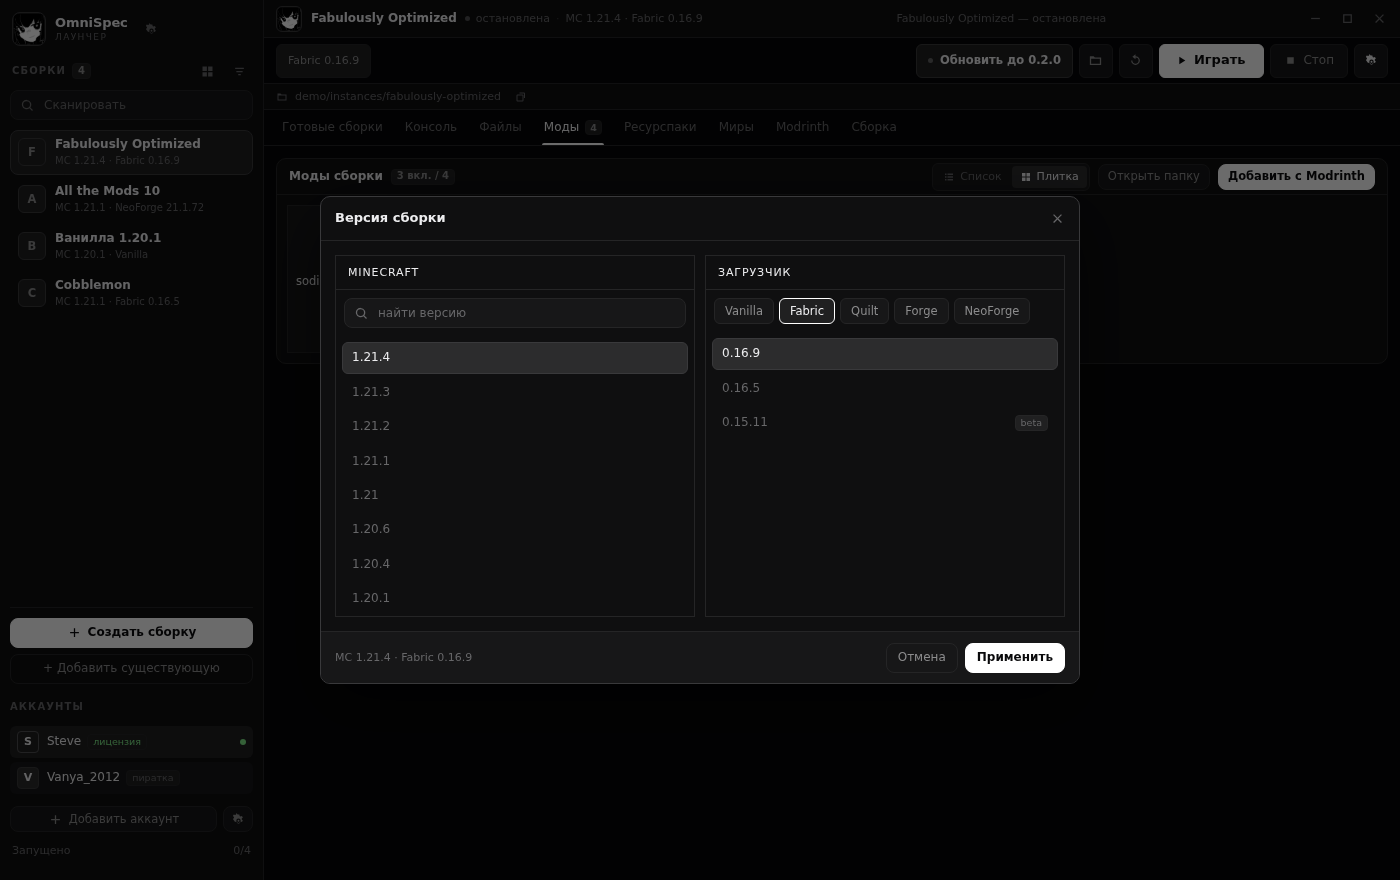 OmniSpec
ЛАУНЧЕР
СБОРКИ 4
Сканировать
F Fabulously Optimized
MC 1.21.4 · Fabric 0.16.9
A All the Mods 10
MC 1.21.1 · NeoForge 21.1.72
В Ванилла 1.20.1
MC 1.20.1 · Vanilla
C Cobblemon
MC 1.21.1 · Fabric 0.16.5
+ Создать сборку
+ Добавить существующую
АККАУНТЫ
S Steve лицензия
V Vanya_2012 пиратка
+ Добавить аккаунт
Запущено 0/4
Fabulously Optimized остановлена MC 1.21.4 · Fabric 0.16.9
Fabulously Optimized — остановлена
Fabric 0.16.9
Обновить до 0.2.0
Играть
Стоп
demo/instances/fabulously-optimized
Готовые сборки Консоль Файлы Моды 4 Ресурспаки Миры Modrinth Сборка
Моды сборки 3 вкл. / 4
Список Плитка Открыть папку Добавить с Modrinth
sodi
Версия сборки
MINECRAFT
найти версию
1.21.4
1.21.3
1.21.2
1.21.1
1.21
1.20.6
1.20.4
1.20.1
ЗАГРУЗЧИК
Vanilla Fabric Quilt Forge NeoForge
0.16.9
0.16.5
0.15.11 beta
MC 1.21.4 · Fabric 0.16.9
Отмена Применить